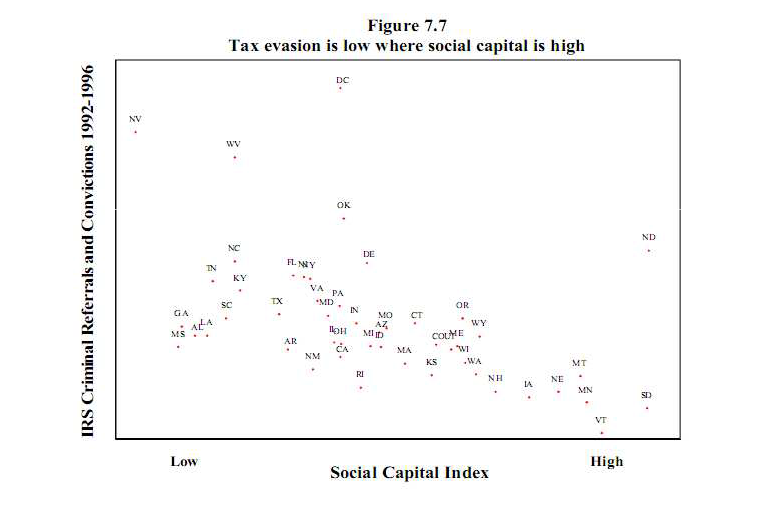 Figure 7.7
Tax evasion is low where social capital is high
IRS Criminal Referrals and Convictions 1992-1996
DC
NV
WV
OK
ND
NC
DE
TN
FL
NY
KY
VA
PA
MD
SC
TX
IN
MO
CT
OR
GA
AL
LA
AZ
WY
MS
IL
OH
MI
ID
CO
UT
ME
AR
CA
MA
WI
NM
KS
WA
RI
NH
IA
NE
MT
MN
SD
VT
Low
High
Social Capital Index